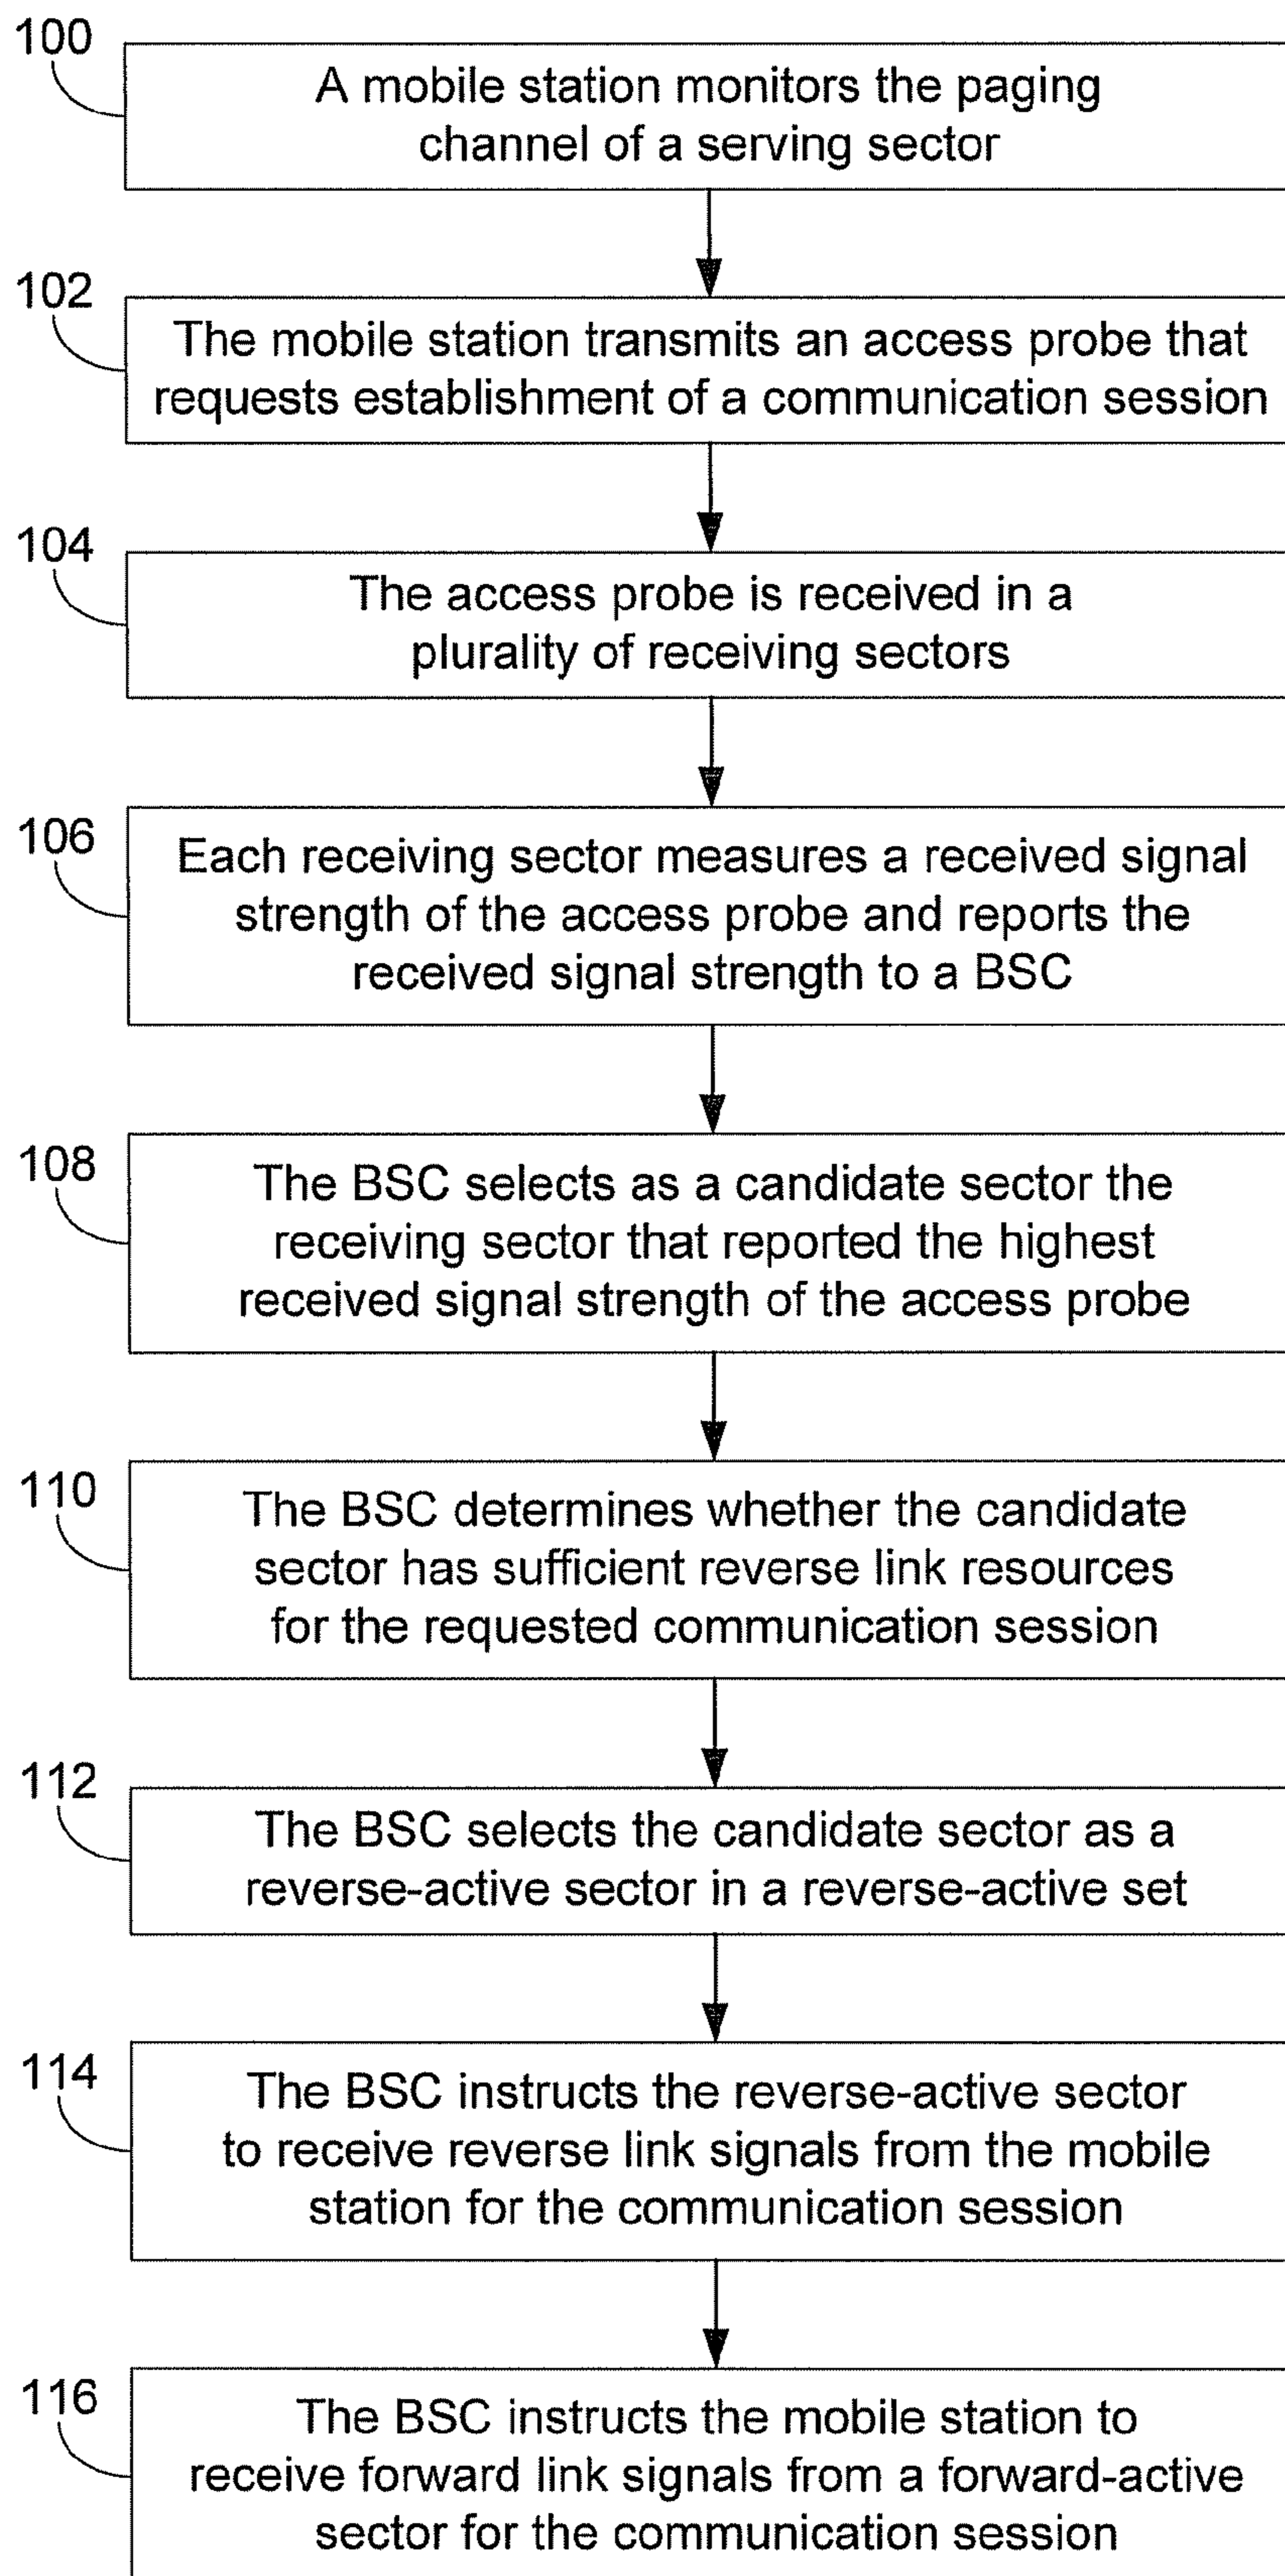 100
A mobile station monitors the paging
channel of a serving sector
102
The mobile station transmits an access probe that
requests establishment of a communication session
104
The access probe is received in a
plurality of receiving sectors
106
Each receiving sector measures a received signal
strength of the access probe and reports the
received signal strength to a BSC
108
The BSC selects as a candidate sector the
receiving sector that reported the highest
received signal strength of the access probe
110
The BSC determines whether the candidate
sector has sufficient reverse link resources
for the requested communication session
112
The BSC selects the candidate sector as a
reverse-active sector in a reverse-active set
114
The BSC instructs the reverse-active sector
to receive reverse link signals from the mobile
station for the communication session
116
The BSC instructs the mobile station to
receive forward link signals from a forward-active
sector for the communication session